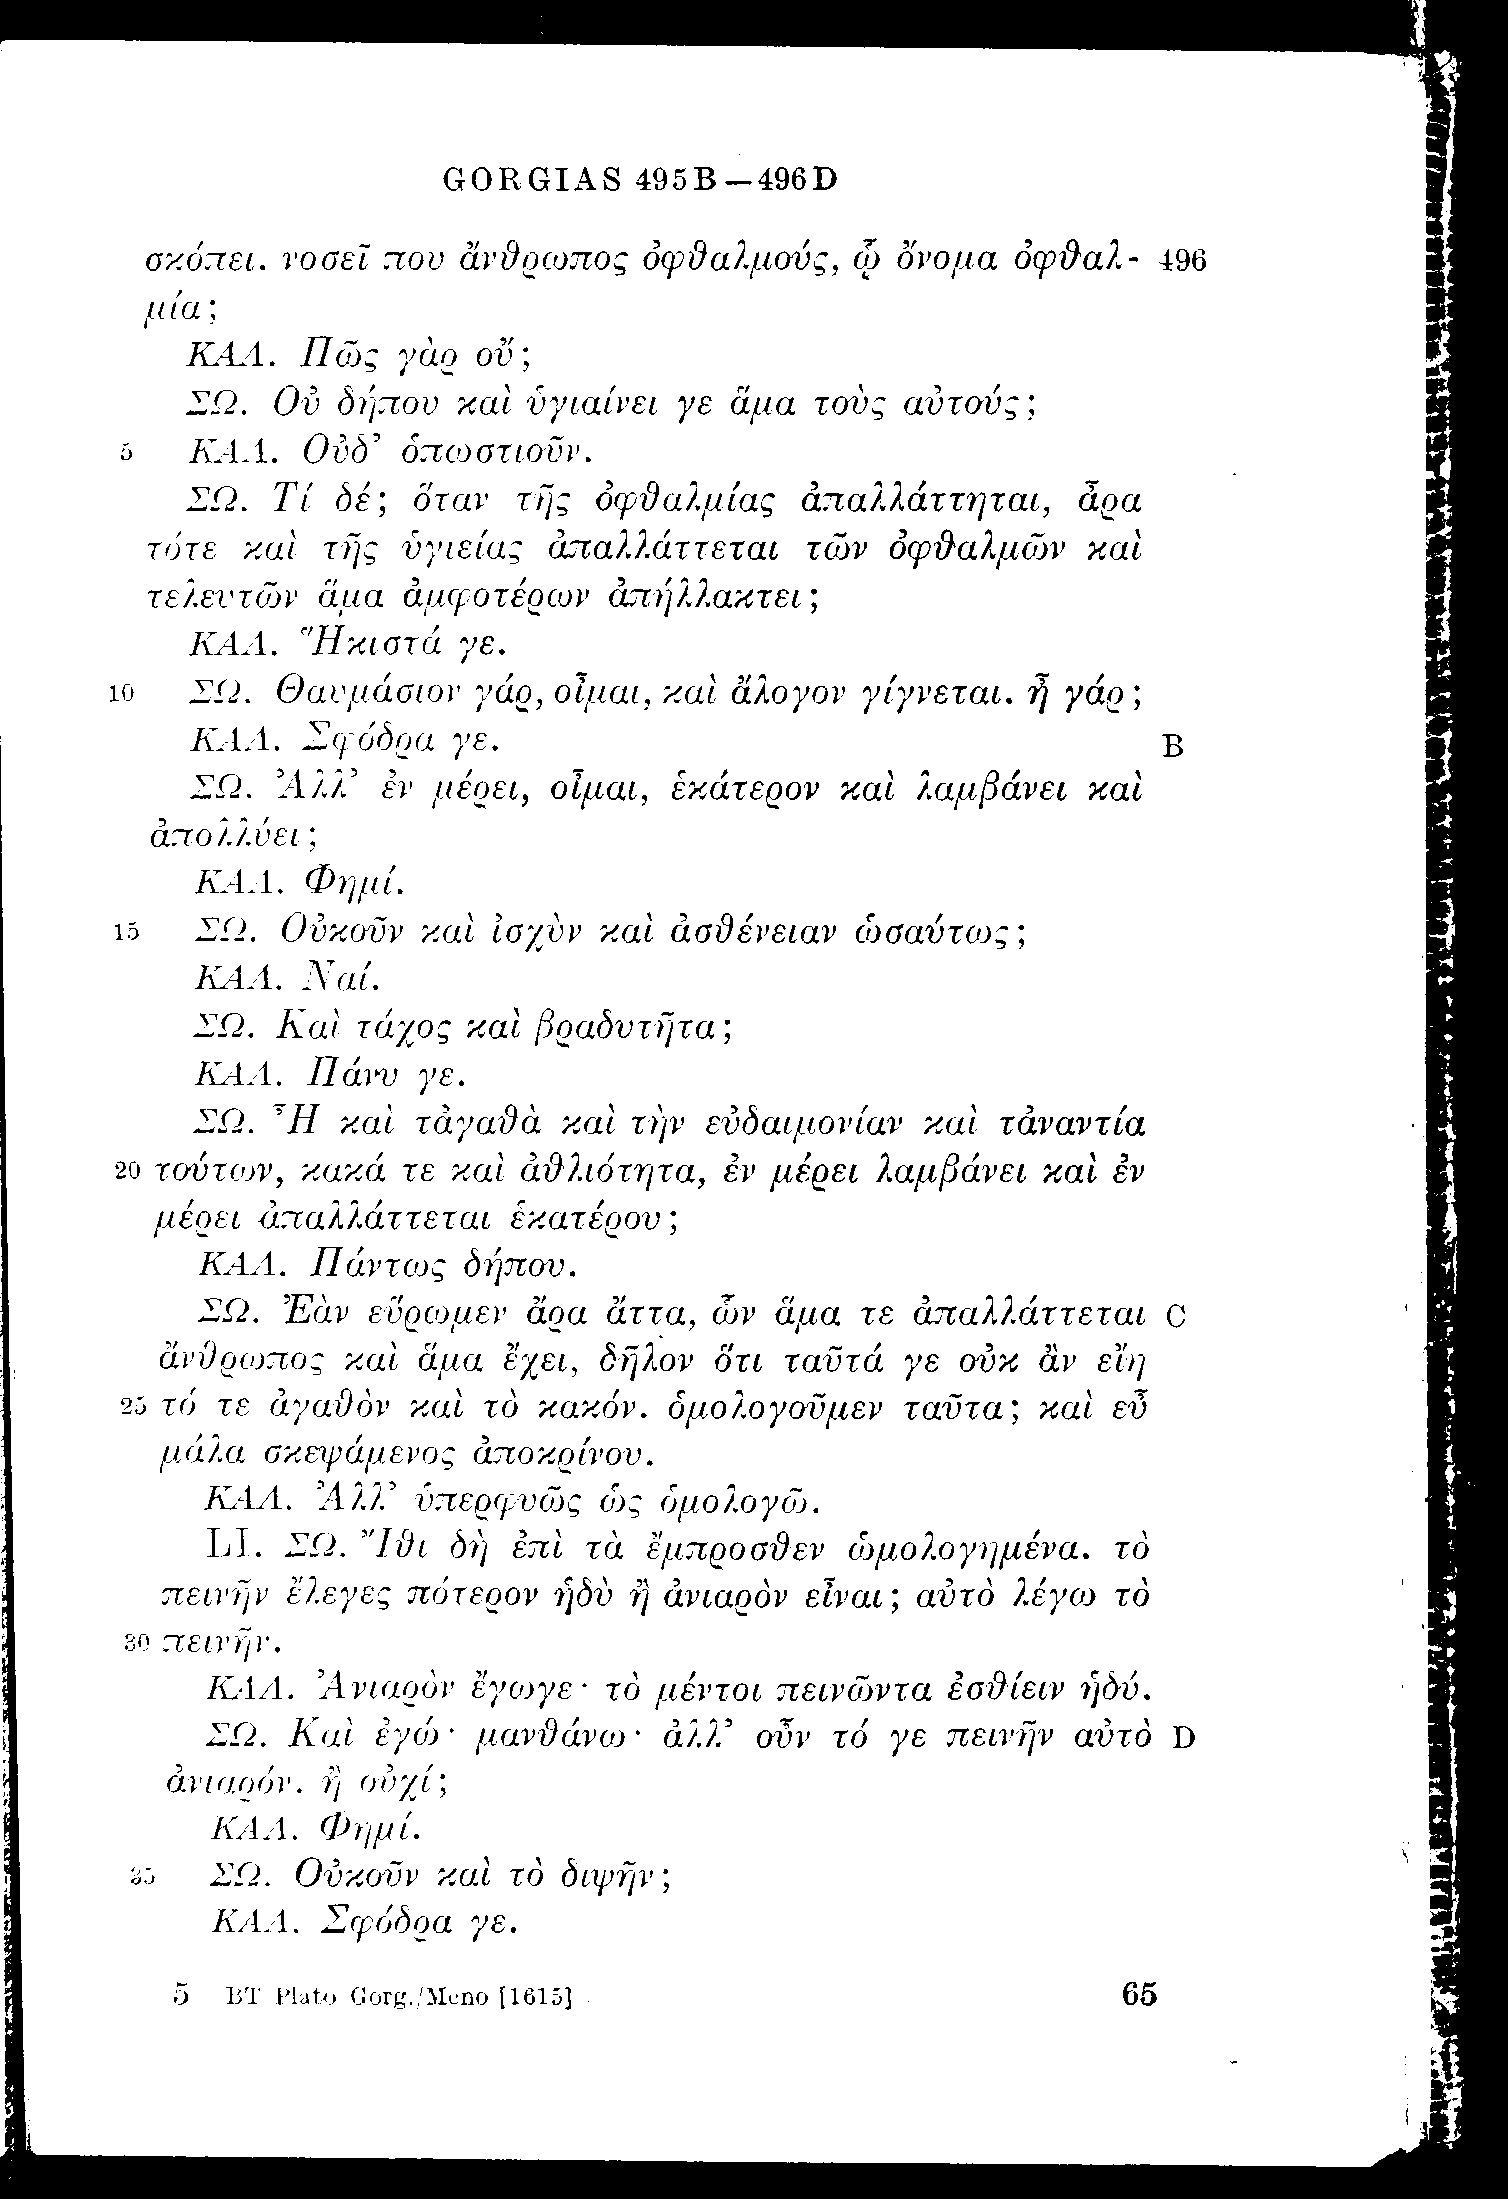 GORGIAS 495B—496D
σκόπει. νοσεῖ που ἄνθρωπος ὀφθαλμούς, ᾧ ὄνομα ὀφθαλ- 496
μία;
ΚΑΛ. Πῶς γὰρ οὔ;
ΣΩ. Οὐ δήπου καὶ ὑγιαίνει γε ἅμα τοὺς αὐτούς;
5 ΚΑΛ. Οὐδ’ ὁπωστιοῦν.
ΣΩ. Τί δέ; ὅταν τῆς ὀφθαλμίας ἀπαλλάττηται, ἆρα
τότε καὶ τῆς ὑγιείας ἀπαλλάττεται τῶν ὀφθαλμῶν καὶ
τελευτῶν ἅμα ἀμφοτέρων ἀπήλλακτει;
ΚΑΛ. Ἥκιστά γε.
10 ΣΩ. Θαυμάσιον γάρ, οἶμαι, καὶ ἄλογον γίγνεται. ἦ γάρ;
ΚΑΛ. Σφόδρα γε. B
ΣΩ. Ἀλλ’ ἐν μέρει, οἶμαι, ἑκάτερον καὶ λαμβάνει καὶ
ἀπολλύει;
ΚΑΛ. Φημί.
15 ΣΩ. Οὐκοῦν καὶ ἰσχὺν καὶ ἀσθένειαν ὡσαύτως;
ΚΑΛ. Ναί.
ΣΩ. Καὶ τάχος καὶ βραδυτῆτα;
ΚΑΛ. Πάνυ γε.
ΣΩ. Ἦ καὶ τἀγαθὰ καὶ τὴν εὐδαιμονίαν καὶ τἀναντία
20 τούτων, κακά τε καὶ ἀθλιότητα, ἐν μέρει λαμβάνει καὶ ἐν
μέρει ἀπαλλάττεται ἑκατέρου;
ΚΑΛ. Πάντως δήπου.
ΣΩ. Ἐὰν εὕρωμεν ἄρα ἄττα, ὧν ἅμα τε ἀπαλλάττεται C
ἄνθρωπος καὶ ἅμα ἔχει, δῆλον ὅτι ταῦτά γε οὐκ ἂν εἴη
25 τό τε ἀγαθὸν καὶ τὸ κακόν. ὁμολογοῦμεν ταῦτα; καὶ εὖ
μάλα σκεψάμενος ἀποκρίνου.
ΚΑΛ. Ἀλλ’ ὑπερφυῶς ὡς ὁμολογῶ.
LI. ΣΩ. Ἴθι δὴ ἐπὶ τὰ ἔμπροσθεν ὡμολογημένα. τὸ
πεινῆν ἔλεγες πότερον ἡδὺ ἢ ἀνιαρὸν εἶναι; αὐτὸ λέγω τὸ
30 πεινῆν.
ΚΑΛ. Ἀνιαρὸν ἔγωγε· τὸ μέντοι πεινῶντα ἐσθίειν ἡδύ.
ΣΩ. Καὶ ἐγώ· μανθάνω· ἀλλ’ οὖν τό γε πεινῆν αὐτὸ D
ἀνιαρόν. ἢ οὐχί;
ΚΑΛ. Φημί.
35 ΣΩ. Οὐκοῦν καὶ τὸ διψῆν;
ΚΑΛ. Σφόδρα γε.
5 BT Plato Gorg./Meno [1615] 65